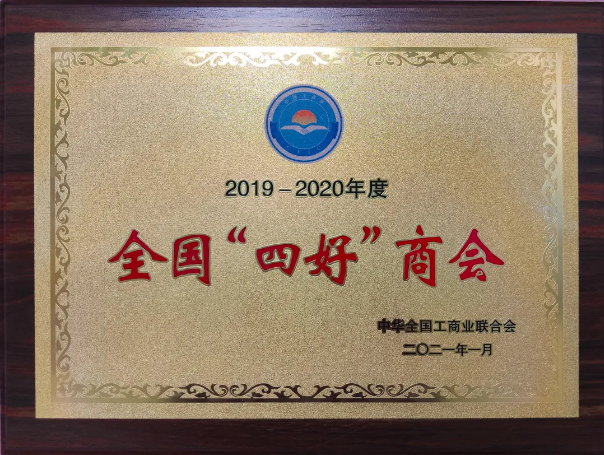 2019-2020年度
全国“四好”商会
中华全国工商业联合会
二〇二一年一月